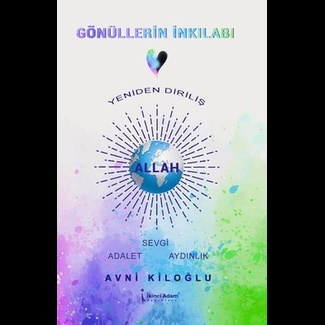 GÖNÜLLERİN İNKILABI
YENİDEN DİRİLİŞ
ALLAH
SEVGİ
ADALET AYDINLIK
AVNİ KİLOĞLU
İkinci Adam